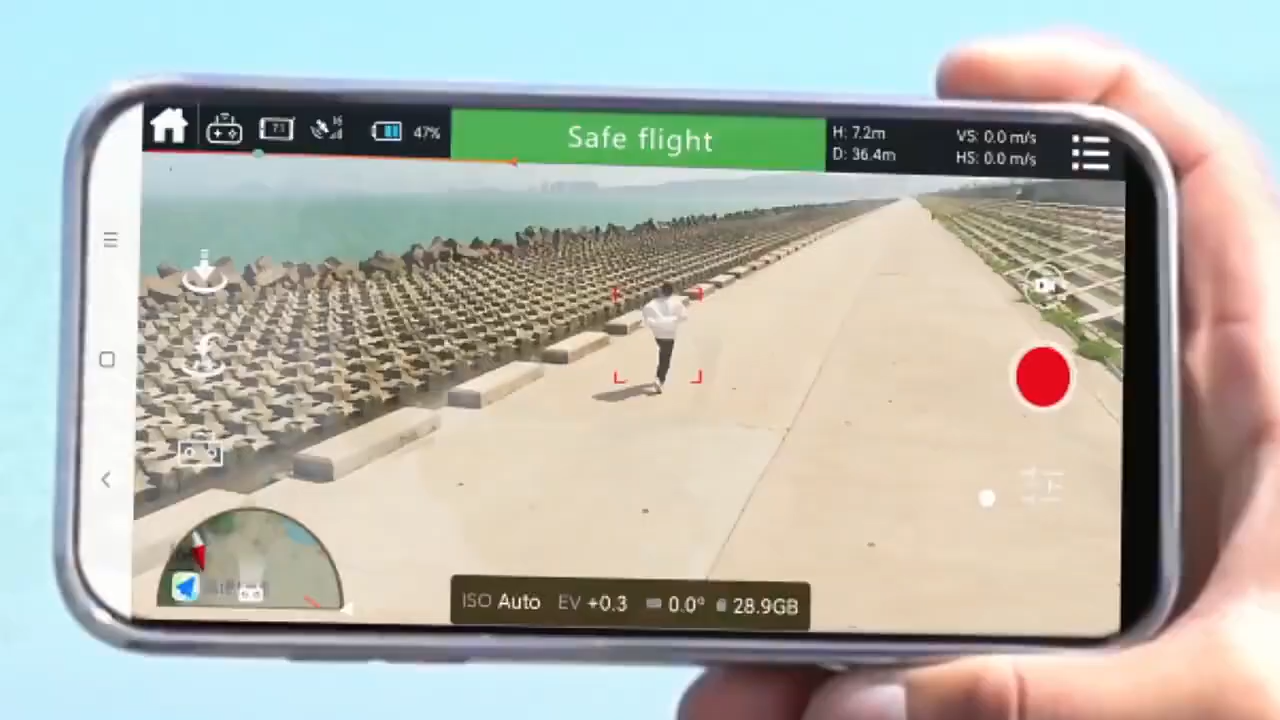 16
47%
Safe flight
H: 7.2m
D: 36.4m
VS: 0.0 m/s
HS: 0.0 m/s
ISO Auto EV +0.3 0.0° 28.9GB